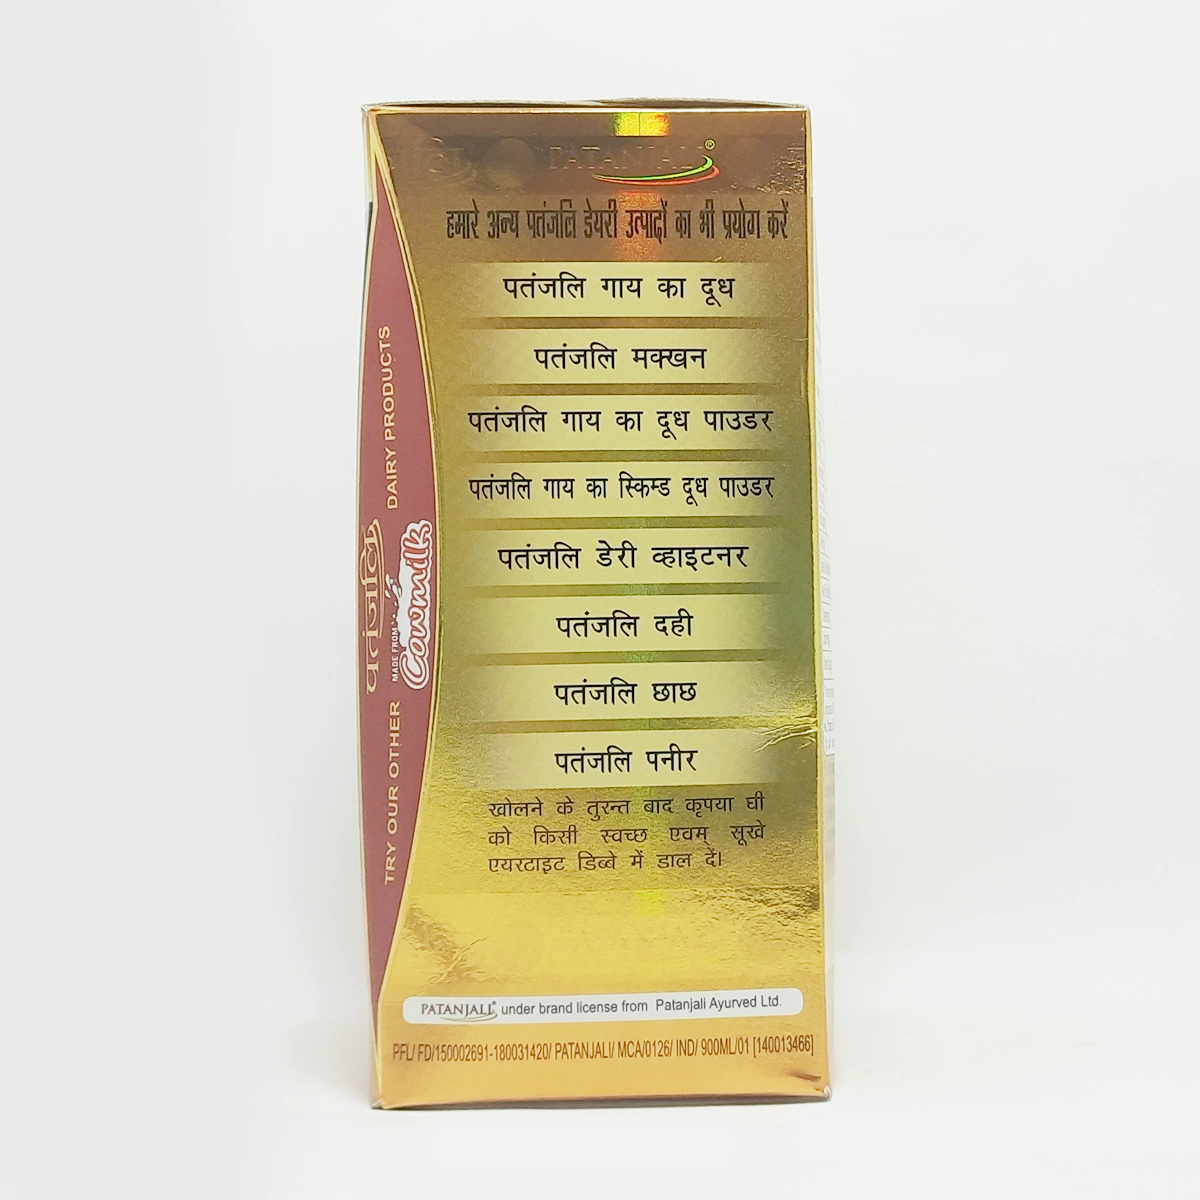 PATANJALI®
हमारे अन्य पतंजलि डेयरी उत्पादों का भी प्रयोग करें
पतंजलि गाय का दूध
पतंजलि मक्खन
पतंजलि गाय का दूध पाउडर
पतंजलि गाय का स्किम्ड दूध पाउडर
पतंजलि डेरी व्हाइटनर
पतंजलि दही
पतंजलि छाछ
पतंजलि पनीर
खोलने के तुरन्त बाद कृपया घी
को किसी स्वच्छ एवम् सूखे
एयरटाइट डिब्बे में डाल दें।
TRY OUR OTHER पतंजलि DAIRY PRODUCTS
MADE FROM
Cowmilk
PATANJALI® under brand license from Patanjali Ayurved Ltd.
PFL/ FD/150002691-180031420/ PATANJALI/ MCA/0126/ IND/ 900ML/01 [140013466]